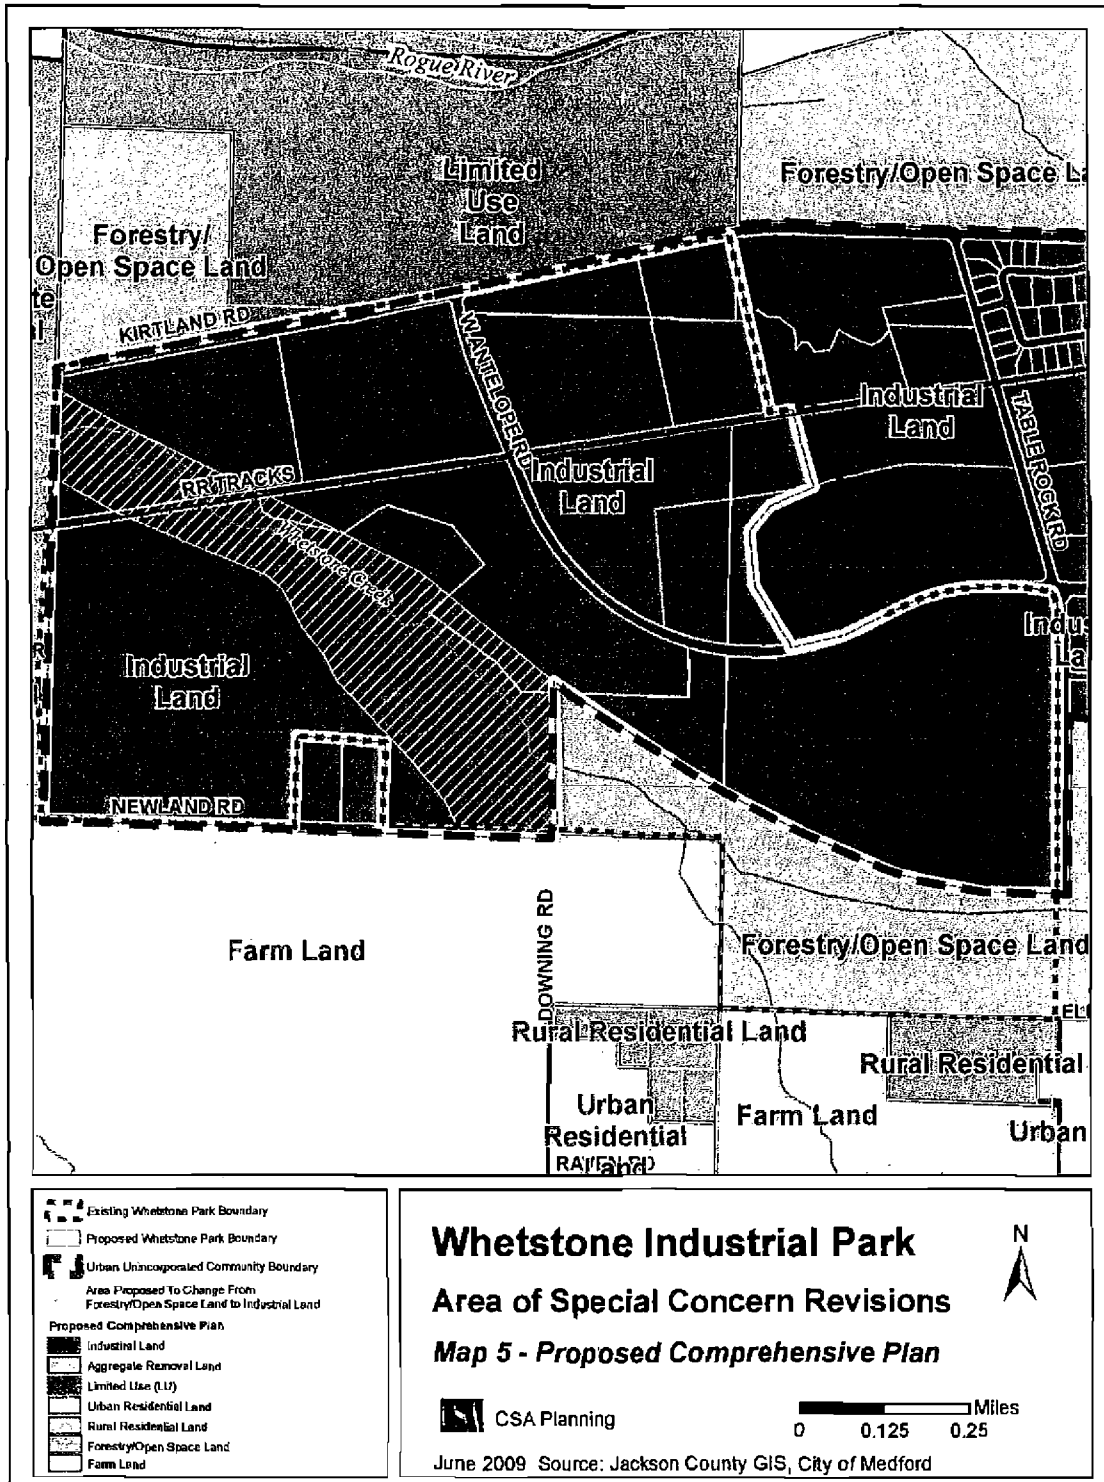 Rogue River
Limited
Use
Land
Forestry/Open Space La
Forestry/
Open Space Land
te
l
KIRTLAND RD
W ANTELOPE RD
Industrial
Land
TABLE ROCK RD
RR TRACKS
Industrial
Land
Whetstone Creek
Indus
La
R
Industrial
Land
NEWLAND RD
DOWNING RD
Farm Land
Forestry/Open Space Land
EL
Rural Residential Land
Rural Residential
Urban
Residential
Land
Farm Land
Urban
Existing Whetstone Park Boundary
Proposed Whetstone Park Boundary
Urban Unincorporated Community Boundary
Area Proposed To Change From
Forestry/Open Space Land to Industrial Land
Proposed Comprehensive Plan
Industrial Land
Aggregate Removal Land
Limited Use (LU)
Urban Residential Land
Rural Residential Land
Forestry/Open Space Land
Farm Land
Whetstone Industrial Park
Area of Special Concern Revisions
Map 5 - Proposed Comprehensive Plan
N
CSA Planning
Miles
0 0.125 0.25
June 2009 Source: Jackson County GIS, City of Medford